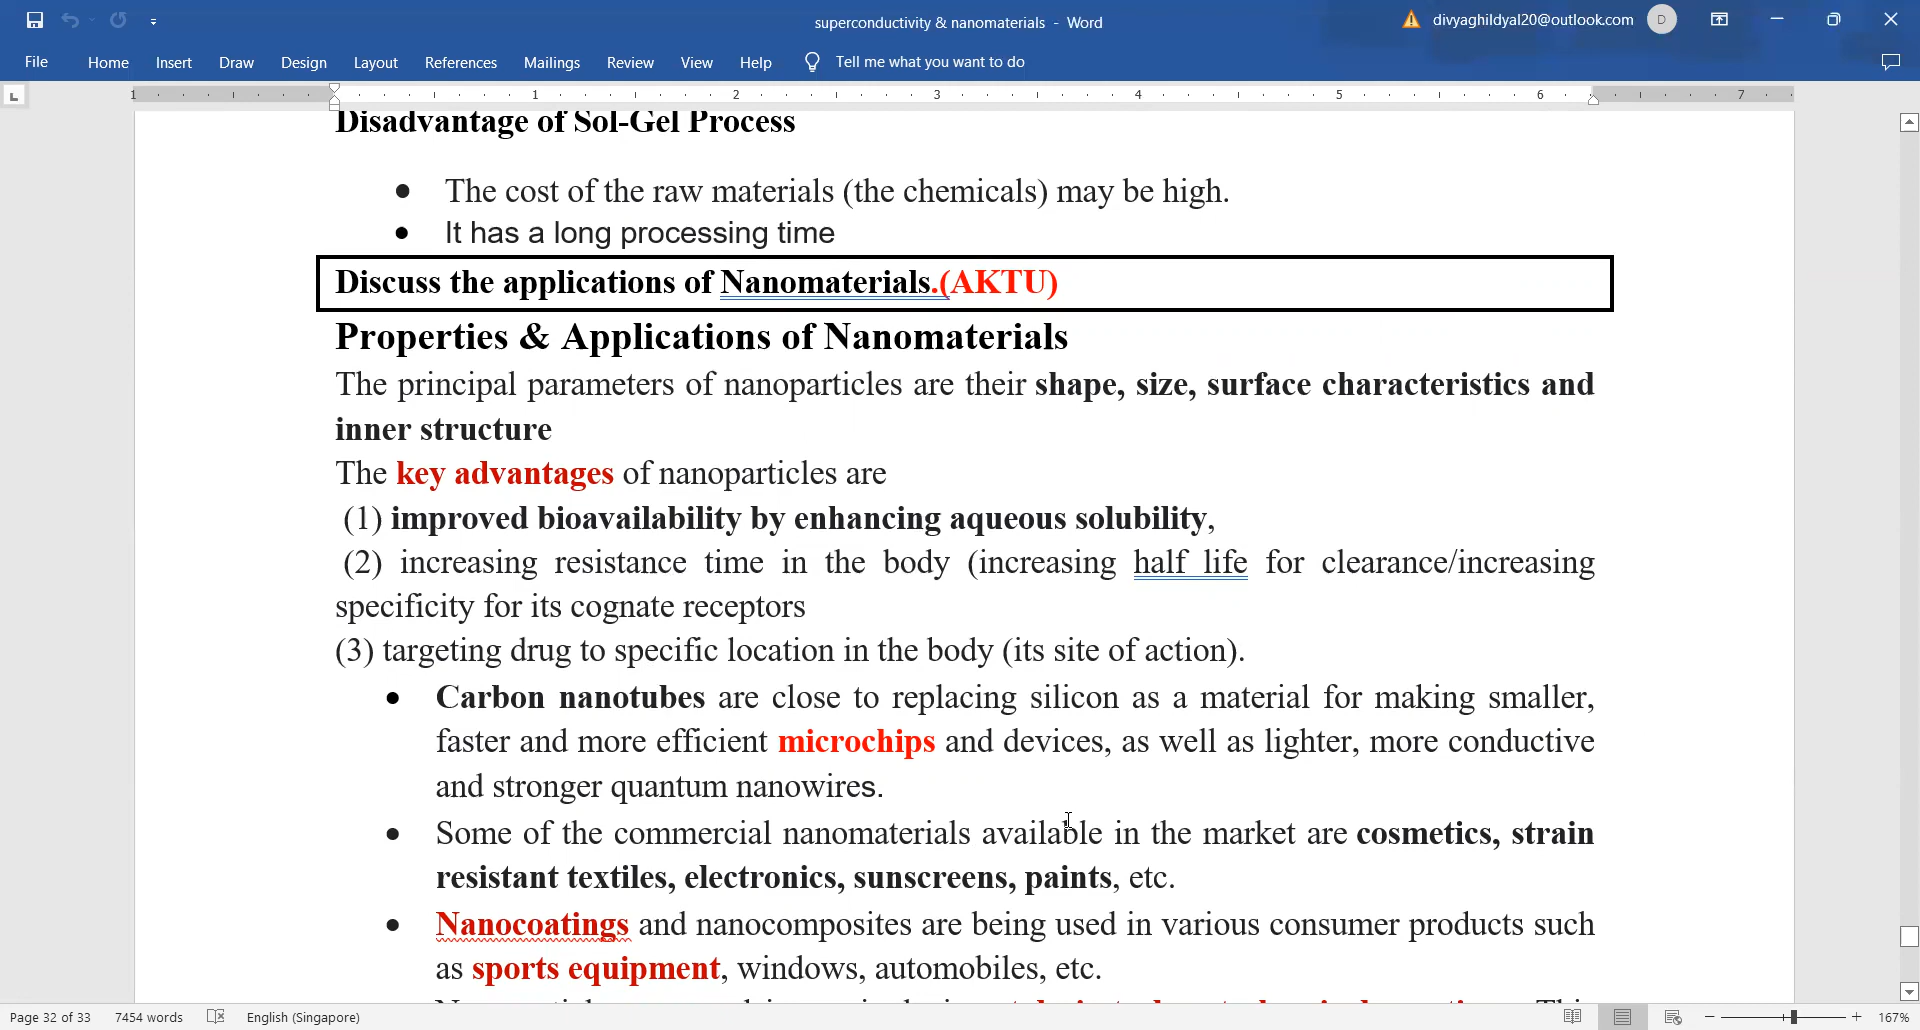 superconductivity & nanomaterials - Word
divyaghildyal20@outlook.com
D
File Home Insert Draw Design Layout References Mailings Review View Help Tell me what you want to do
L
1 1 2 3 4 5 6 7
Disadvantage of Sol-Gel Process
● The cost of the raw materials (the chemicals) may be high.
● It has a long processing time
Discuss the applications of Nanomaterials.(AKTU)
Properties & Applications of Nanomaterials
The principal parameters of nanoparticles are their shape, size, surface characteristics and
inner structure
The key advantages of nanoparticles are
(1) improved bioavailability by enhancing aqueous solubility,
(2) increasing resistance time in the body (increasing half life for clearance/increasing
specificity for its cognate receptors
(3) targeting drug to specific location in the body (its site of action).
● Carbon nanotubes are close to replacing silicon as a material for making smaller,
faster and more efficient microchips and devices, as well as lighter, more conductive
and stronger quantum nanowires.
● Some of the commercial nanomaterials available in the market are cosmetics, strain
resistant textiles, electronics, sunscreens, paints, etc.
● Nanocoatings and nanocomposites are being used in various consumer products such
as sports equipment, windows, automobiles, etc.
Page 32 of 33 7454 words English (Singapore) 167%